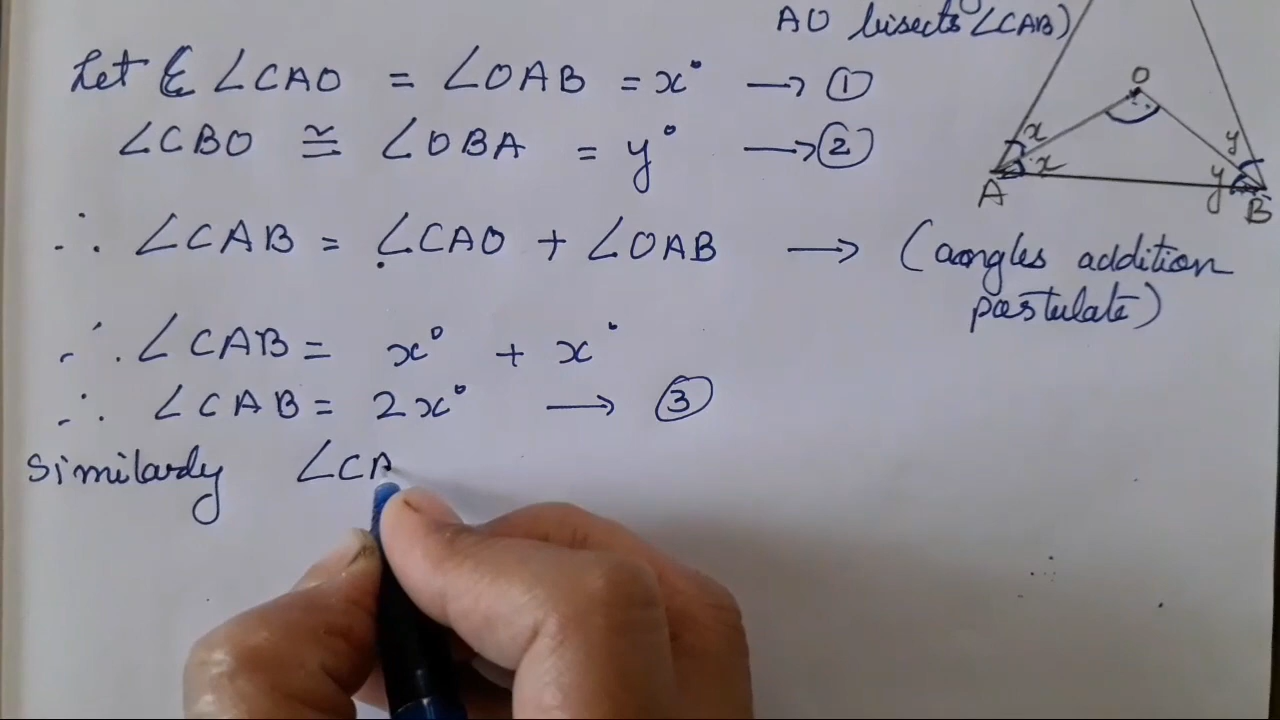 AO bisects ∠CAB)
Let ∠CAO = ∠OAB = x° → ①
∠CBO ≅ ∠OBA = y° → ②
∴ ∠CAB = ∠CAO + ∠OAB → (angles addition
postulate)
∴ ∠CAB = x° + x°
∴ ∠CAB = 2x° → ③
Similarly ∠CA
O
x
x
y
y
A
B